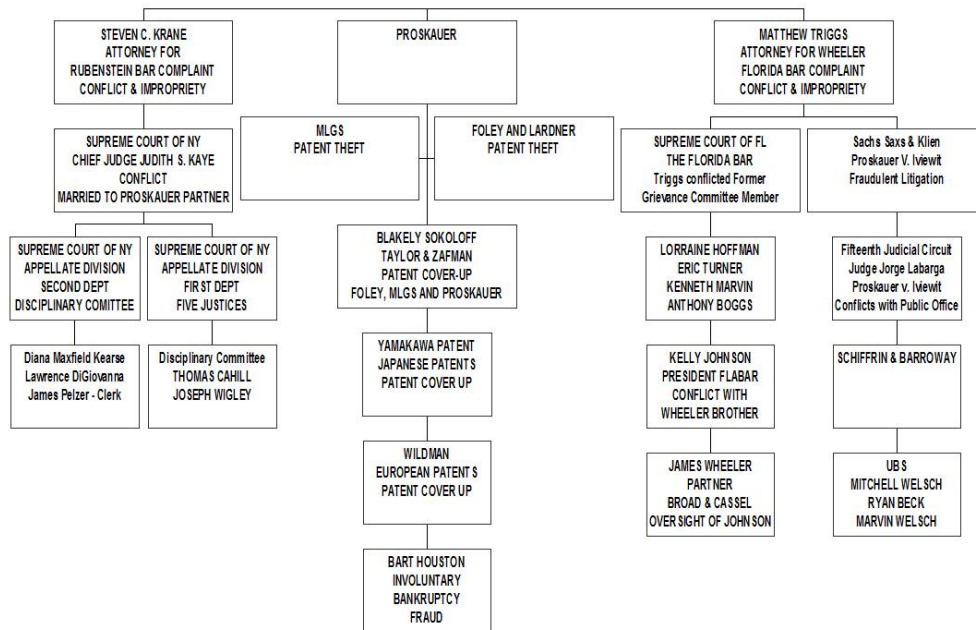 STEVEN C. KRANE
ATTORNEY FOR
RUBENSTEIN BAR COMPLAINT
CONFLICT & IMPROPRIETY
PROSKAUER
MATTHEW TRIGGS
ATTORNEY FOR WHEELER
FLORIDA BAR COMPLAINT
CONFLICT & IMPROPRIETY
SUPREME COURT OF NY
CHIEF JUDGE JUDITH S. KAYE
CONFLICT
MARRIED TO PROSKAUER PARTNER
MLGS
PATENT THEFT
FOLEY AND LARDNER
PATENT THEFT
SUPREME COURT OF FL
THE FLORIDA BAR
Triggs conflicted Former
Grievance Committee Member
Sachs Saxs & Klien
Proskauer V. Iviewit
Fraudulent Litigation
SUPREME COURT OF NY
APPELLATE DIVISION
SECOND DEPT
DISCIPLINARY COMITTEE
SUPREME COURT OF NY
APPELLATE DIVISION
FIRST DEPT
FIVE JUSTICES
BLAKELY SOKOLOFF
TAYLOR & ZAFMAN
PATENT COVER-UP
FOLEY, MLGS AND PROSKAUER
LORRAINE HOFFMAN
ERIC TURNER
KENNETH MARVIN
ANTHONY BOGGS
Fifteenth Judicial Circuit
Judge Jorge Labarga
Proskauer v. Iviewit
Conflicts with Public Office
Diana Maxfield Kearse
Lawrence DiGiovanna
James Pelzer - Clerk
Disciplinary Committee
THOMAS CAHILL
JOSEPH WIGLEY
YAMAKAWA PATENT
JAPANESE PATENTS
PATENT COVER UP
KELLY JOHNSON
PRESIDENT FLABAR
CONFLICT WITH
WHEELER BROTHER
SCHIFFRIN & BARROWAY
WILDMAN
EUROPEAN PATENTS
PATENT COVER UP
JAMES WHEELER
PARTNER
BROAD & CASSEL
OVERSIGHT OF JOHNSON
UBS
MITCHELL WELSCH
RYAN BECK
MARVIN WELSCH
BART HOUSTON
INVOLUNTARY
BANKRUPTCY
FRAUD